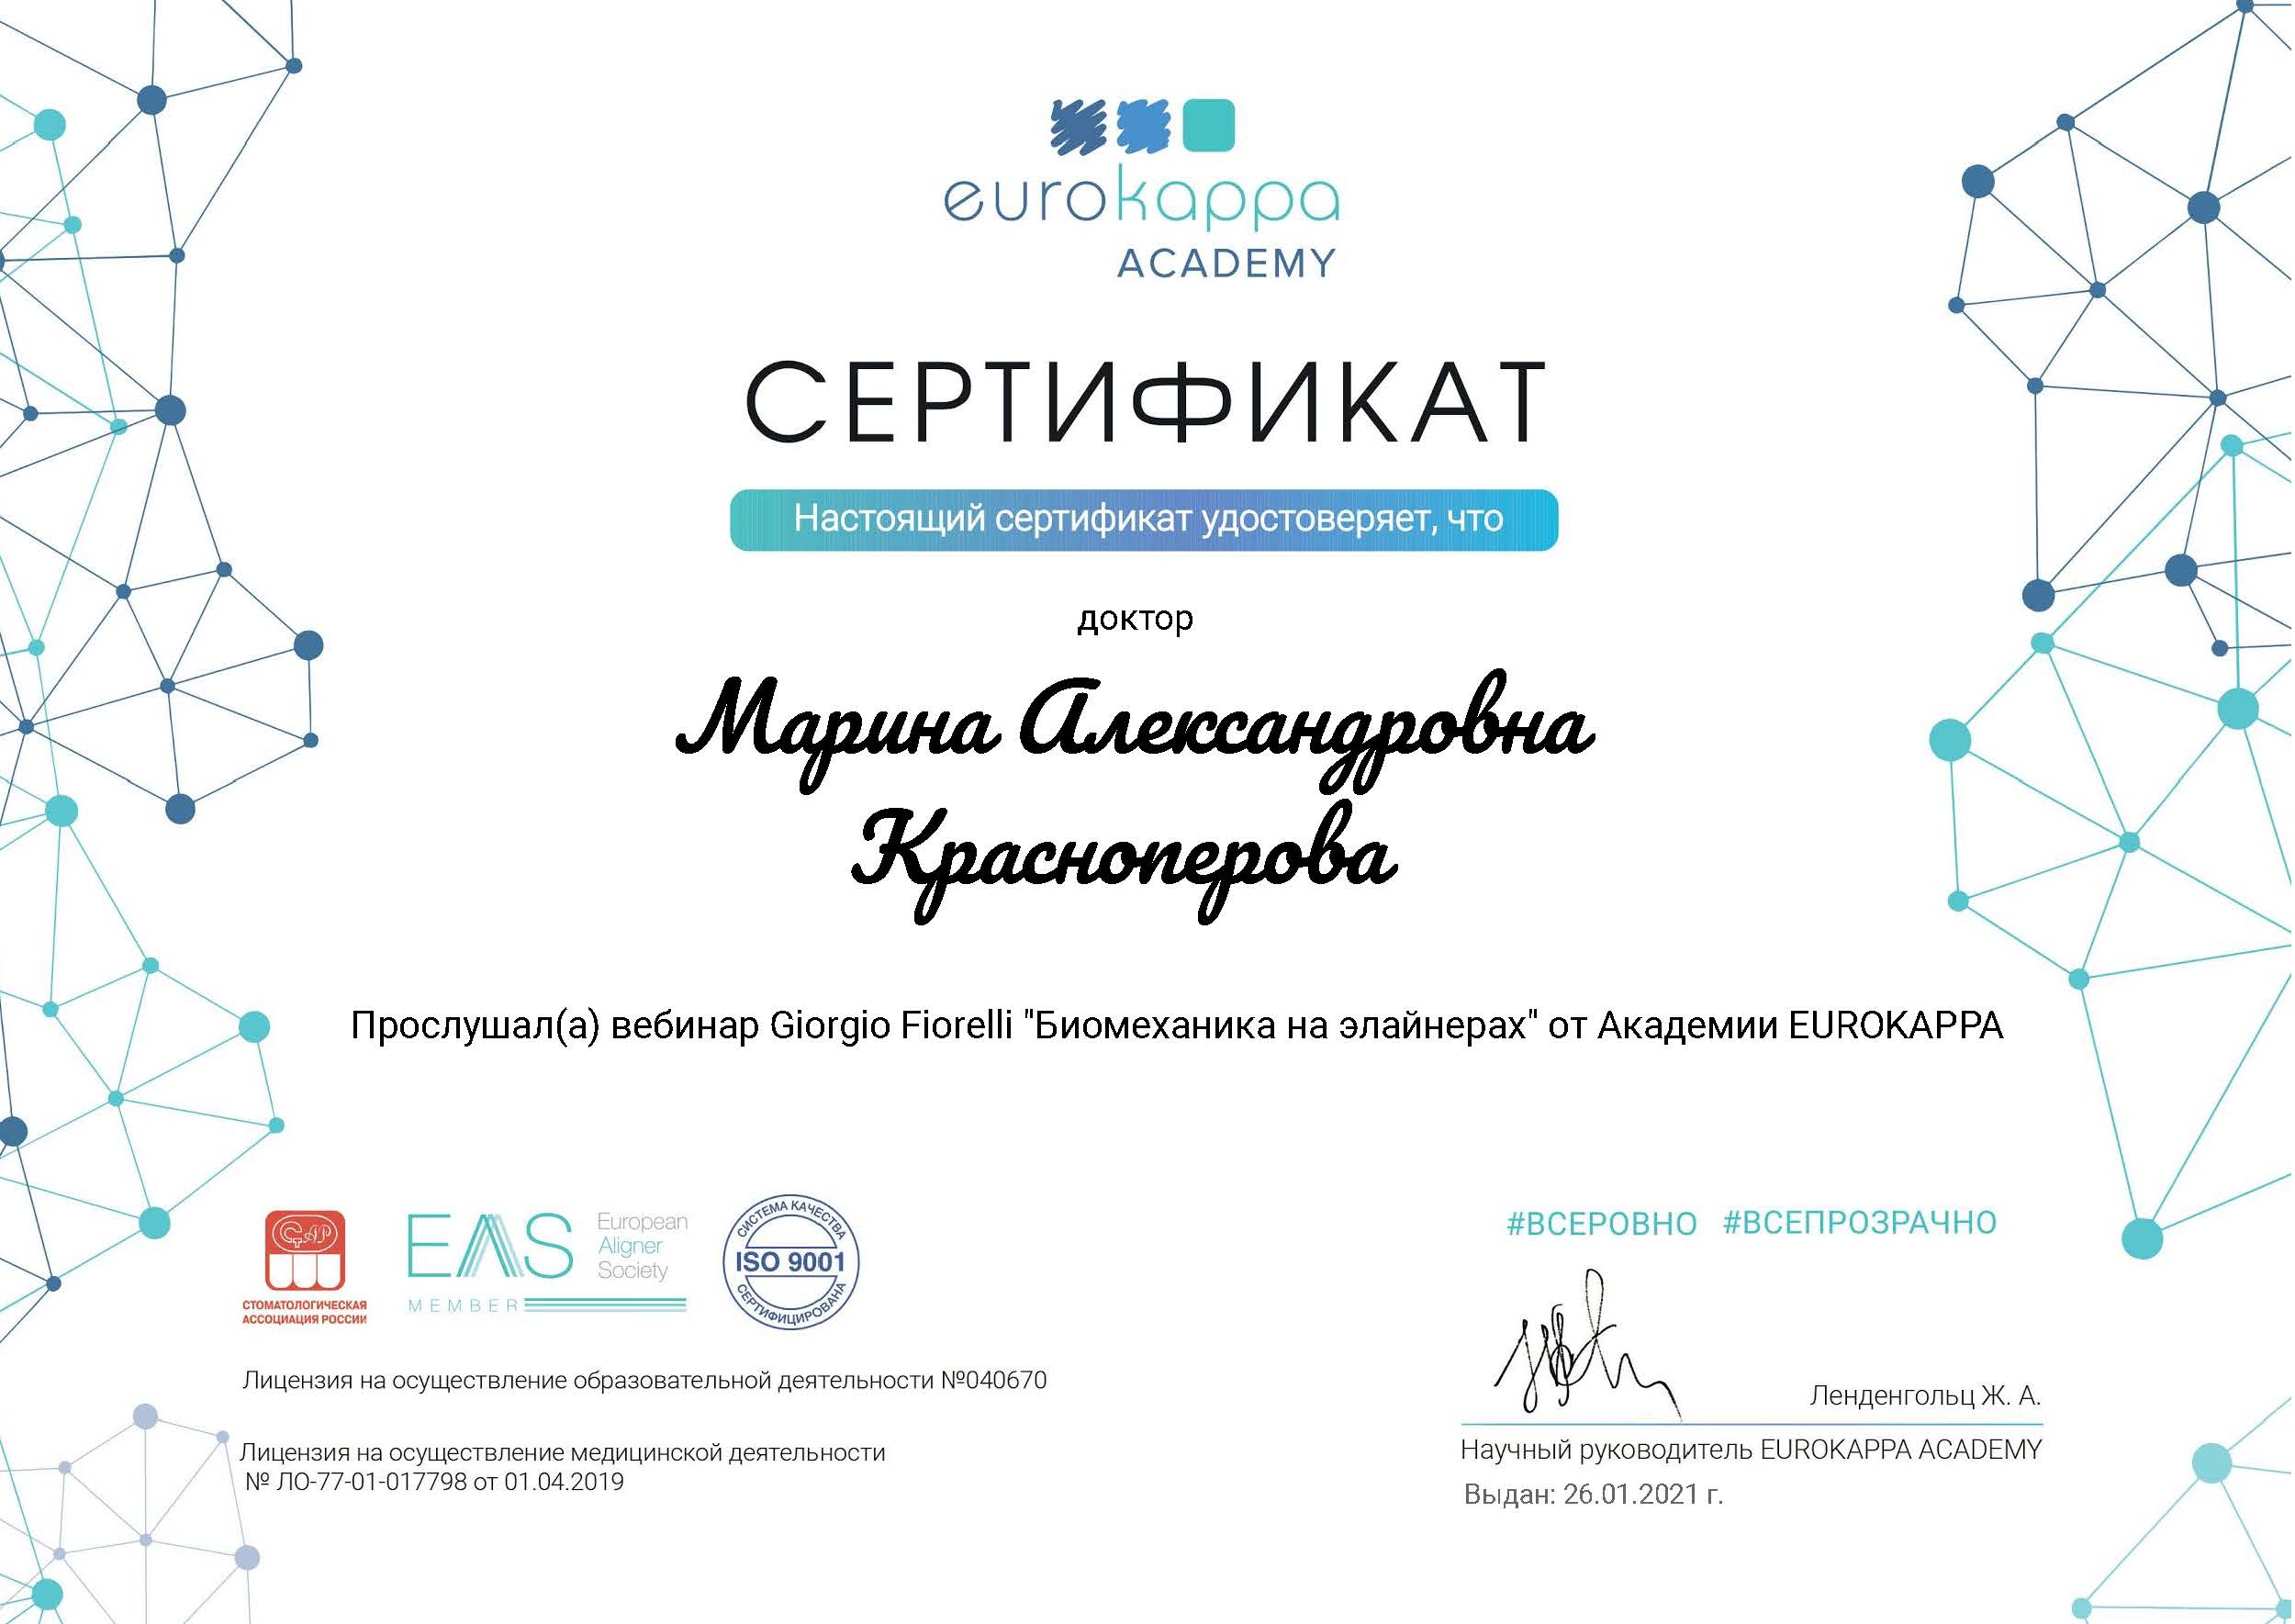 eurokappa
ACADEMY
СЕРТИФИКАТ
Настоящий сертификат удостоверяет, что
доктор
Марина Александровна
Красноперова
Прослушал(а) вебинар Giorgio Fiorelli "Биомеханика на элайнерах" от Академии EUROKAPPA
СтАР
СТОМАТОЛОГИЧЕСКАЯ
АССОЦИАЦИЯ РОССИИ
EAS
European
Aligner
Society
MEMBER
СИСТЕМА КАЧЕСТВА
ISO 9001
СЕРТИФИЦИРОВАНА
#ВСЕРОВНО #ВСЕПРОЗРАЧНО
Лицензия на осуществление образовательной деятельности №040670
Лицензия на осуществление медицинской деятельности
№ ЛО-77-01-017798 от 01.04.2019
Ленденгольц Ж. А.
Научный руководитель EUROKAPPA ACADEMY
Выдан: 26.01.2021 г.